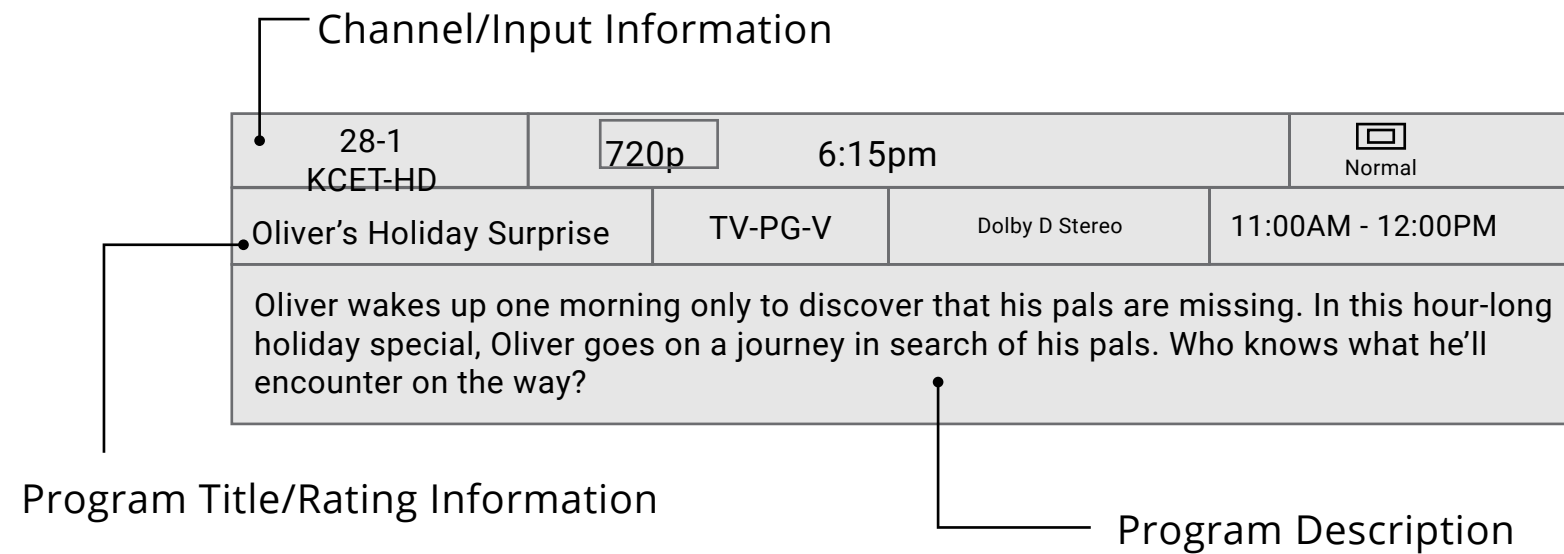 Channel/Input Information
28-1
KCET-HD
720p
6:15pm
Normal
Oliver’s Holiday Surprise
TV-PG-V
Dolby D Stereo
11:00AM - 12:00PM
Oliver wakes up one morning only to discover that his pals are missing. In this hour-long
holiday special, Oliver goes on a journey in search of his pals. Who knows what he’ll
encounter on the way?
Program Title/Rating Information
Program Description